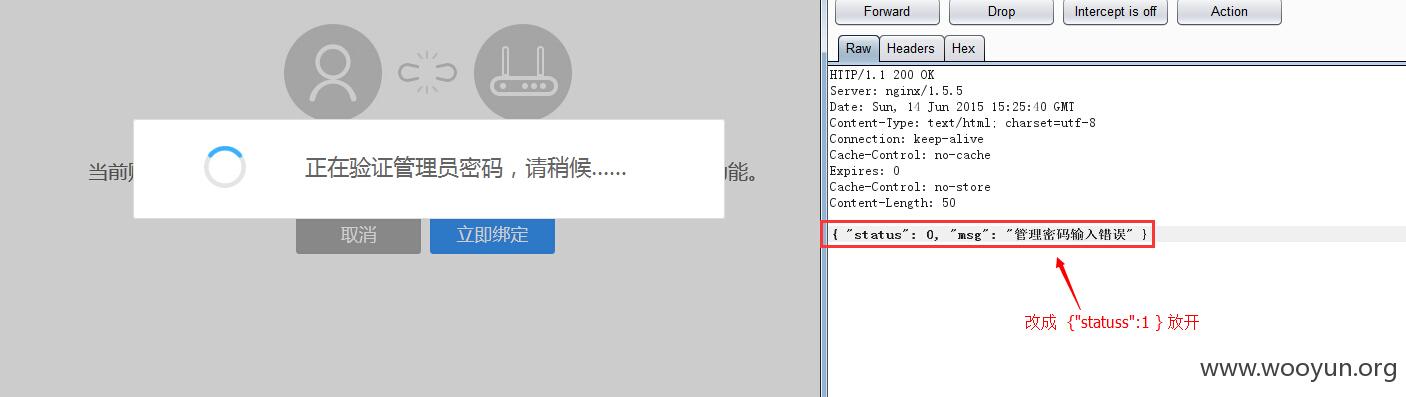 正在验证管理员密码，请稍候......
当前
功能。
取消
立即绑定
Forward
Drop
Intercept is off
Action
Raw
Headers
Hex
HTTP/1.1 200 OK
Server: nginx/1.5.5
Date: Sun, 14 Jun 2015 15:25:40 GMT
Content-Type: text/html; charset=utf-8
Connection: keep-alive
Cache-Control: no-cache
Expires: 0
Cache-Control: no-store
Content-Length: 50
{ "status": 0, "msg": "管理密码输入错误" }
改成 {"statuss":1 } 放开
www.wooyun.org